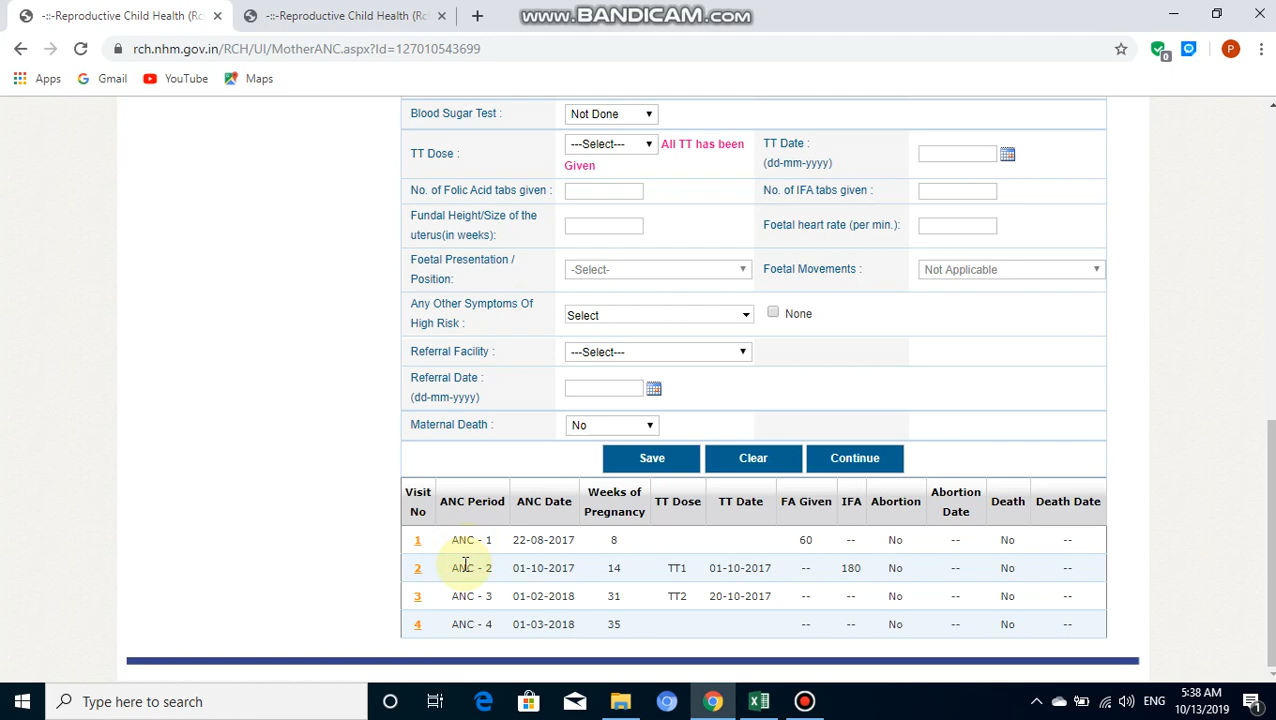 -:: Reproductive Child Health (R
-:: Reproductive Child Health (R
www.BANDICAM.com
rch.nhm.gov.in/RCH/UI/MotherANC.aspx?Id=127010543699
0
P
Apps Gmail YouTube Maps
Blood Sugar Test : Not Done
TT Dose : ---Select--- All TT has been Given
TT Date : (dd-mm-yyyy)
No. of Folic Acid tabs given : No. of IFA tabs given :
Fundal Height/Size of the uterus(in weeks): Foetal heart rate (per min.):
Foetal Presentation / Position: -Select- Foetal Movements : Not Applicable
Any Other Symptoms Of High Risk : Select None
Referral Facility : ---Select---
Referral Date : (dd-mm-yyyy)
Maternal Death : No
Save Clear Continue
Visit No ANC Period ANC Date Weeks of Pregnancy TT Dose TT Date FA Given IFA Abortion Abortion Date Death Death Date
1 ANC - 1 22-08-2017 8 60 -- No -- No --
2 ANC - 2 01-10-2017 14 TT1 01-10-2017 -- 180 No -- No --
3 ANC - 3 01-02-2018 31 TT2 20-10-2017 -- -- No -- No --
4 ANC - 4 01-03-2018 35 -- -- No -- No --
Type here to search
ENG
5:38 AM
10/13/2019
1